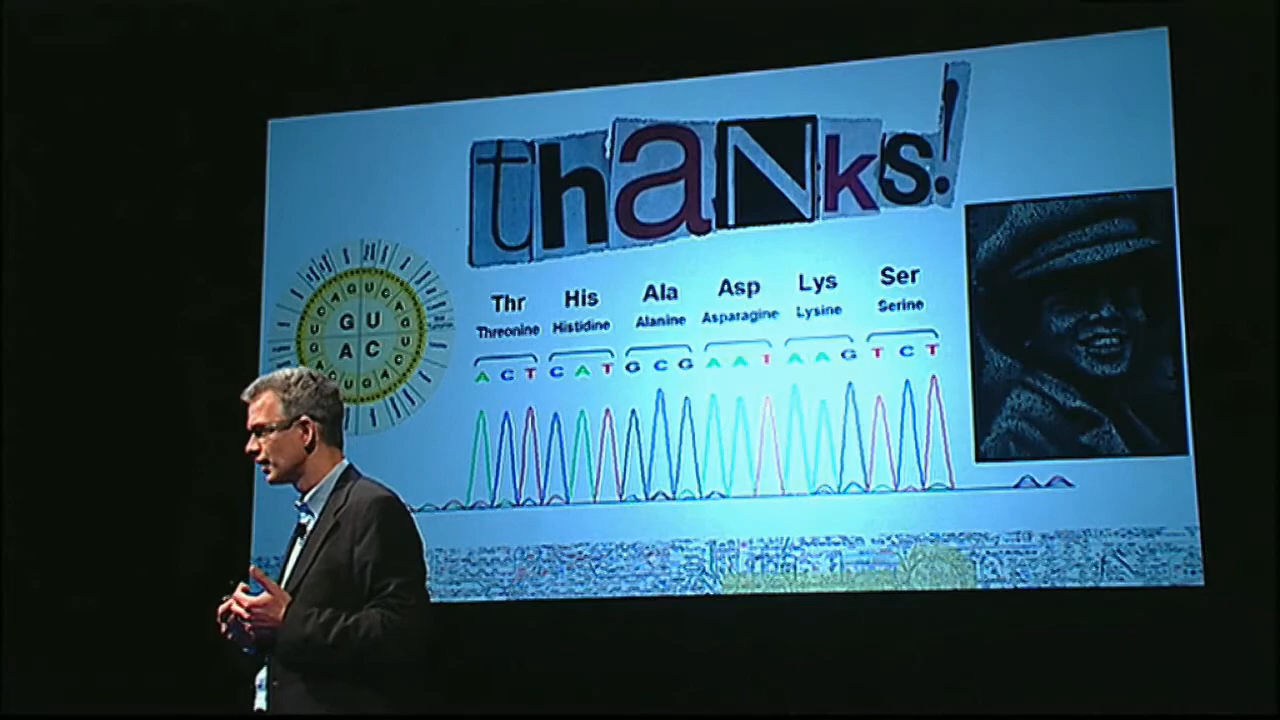 thaNks!
Thr His Ala Asp Lys Ser
Threonine Histidine Alanine Asparagine Lysine Serine
A C T C A T G C G A A T A A G T C T
G U
A C